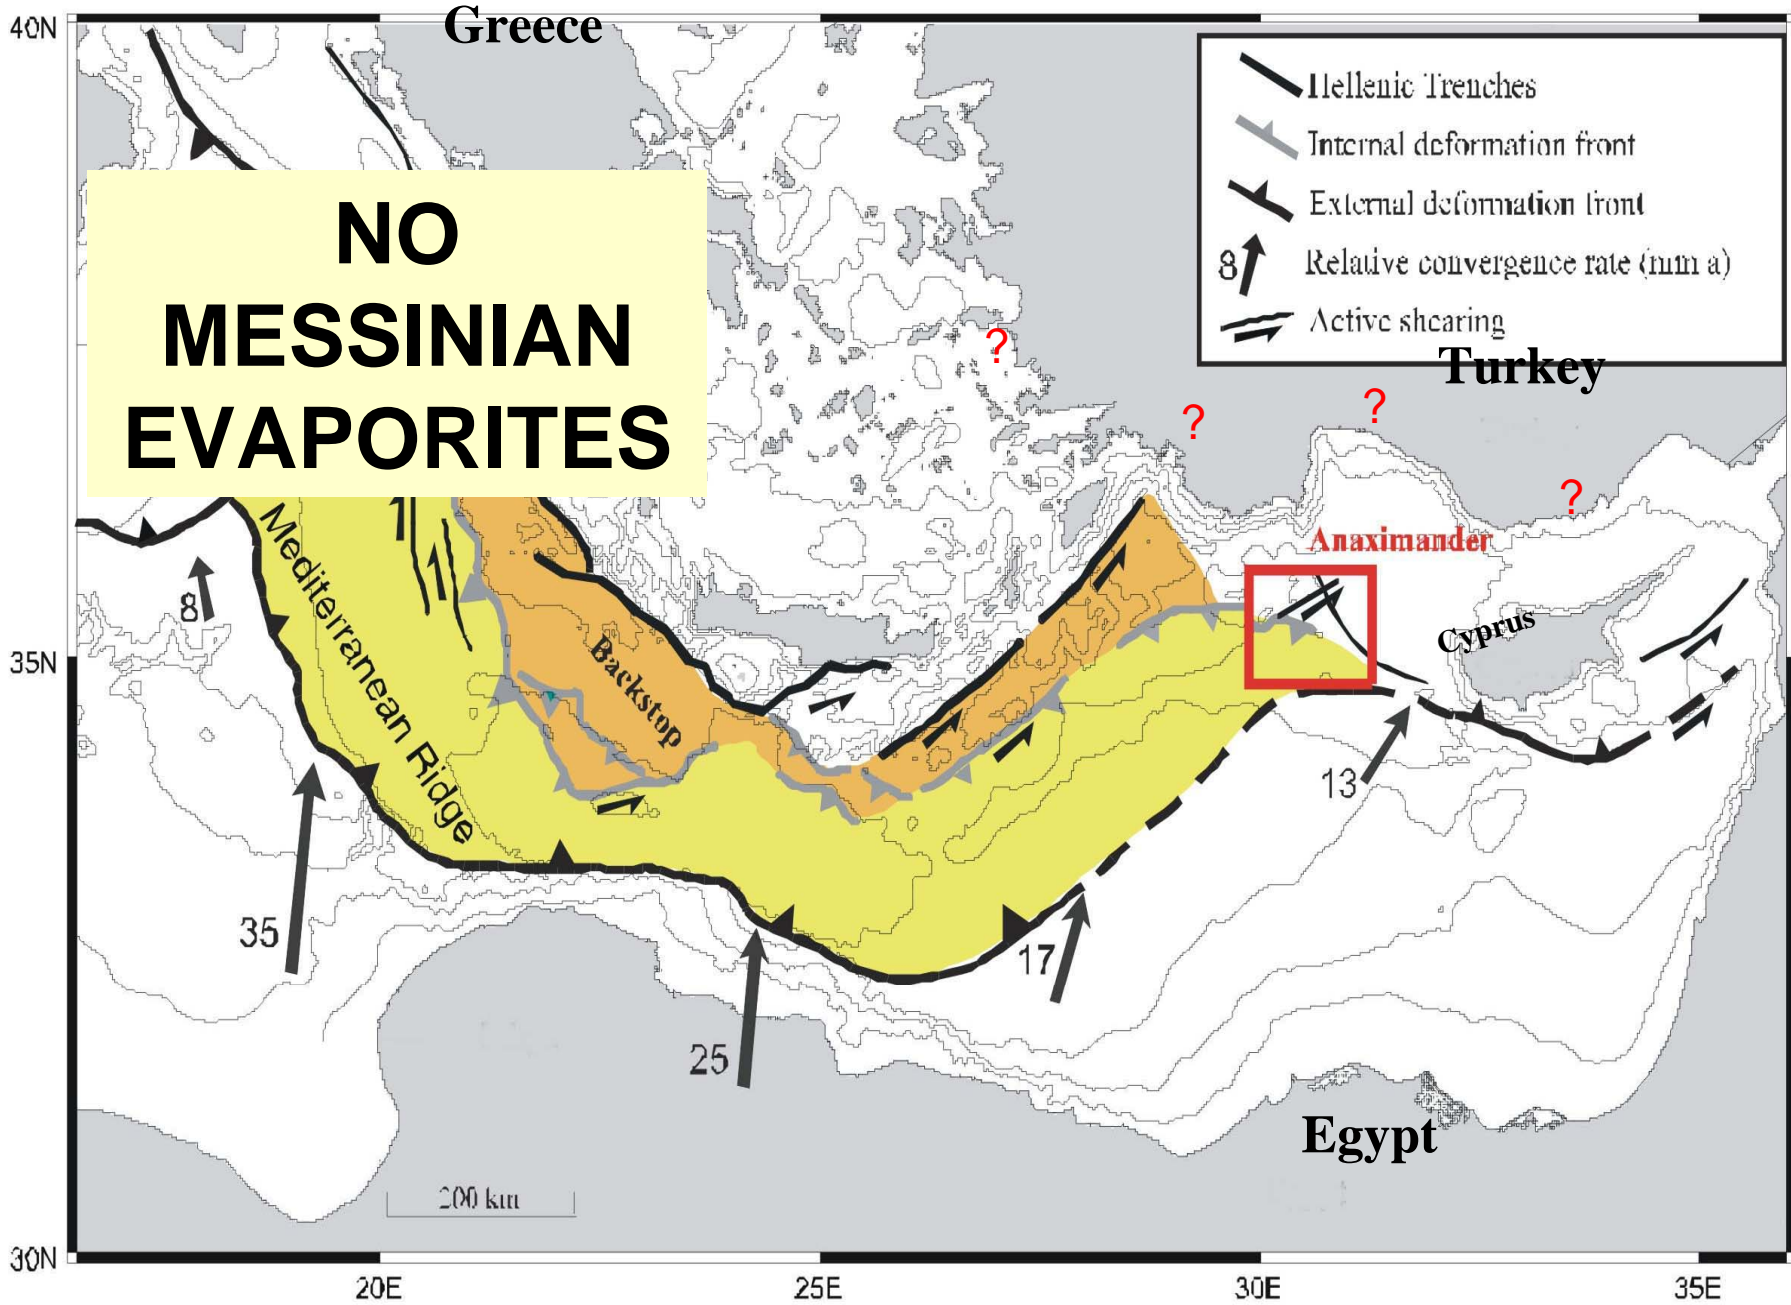 40N
Greece
Hellenic Trenches
Internal deformation front
External deformation front
8
Relative convergence rate (mm a)
Active shearing
NO
MESSINIAN
EVAPORITES
?
Turkey
?
?
?
Anaximander
Mediterranean Ridge
8
Cyprus
35N
Backstop
13
35
17
25
Egypt
200 km
30N
20E
25E
30E
35E